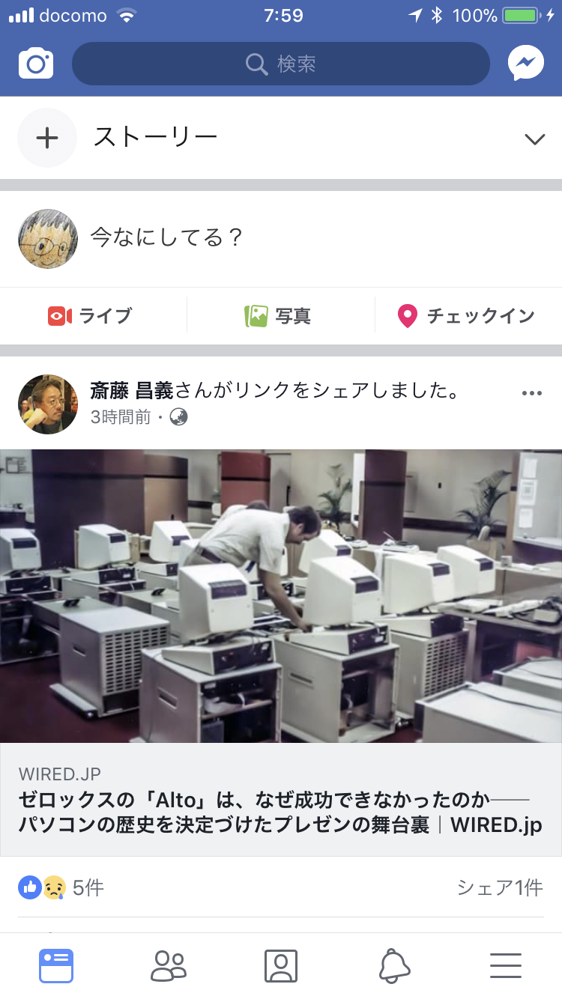 docomo 7:59 100%
検索
ストーリー
今なにしてる？
ライブ 写真 チェックイン
斎藤 昌義さんがリンクをシェアしました。
3時間前・
WIRED.JP
ゼロックスの「Alto」は、なぜ成功できなかったのか──
パソコンの歴史を決定づけたプレゼンの舞台裏｜WIRED.jp
5件 シェア1件